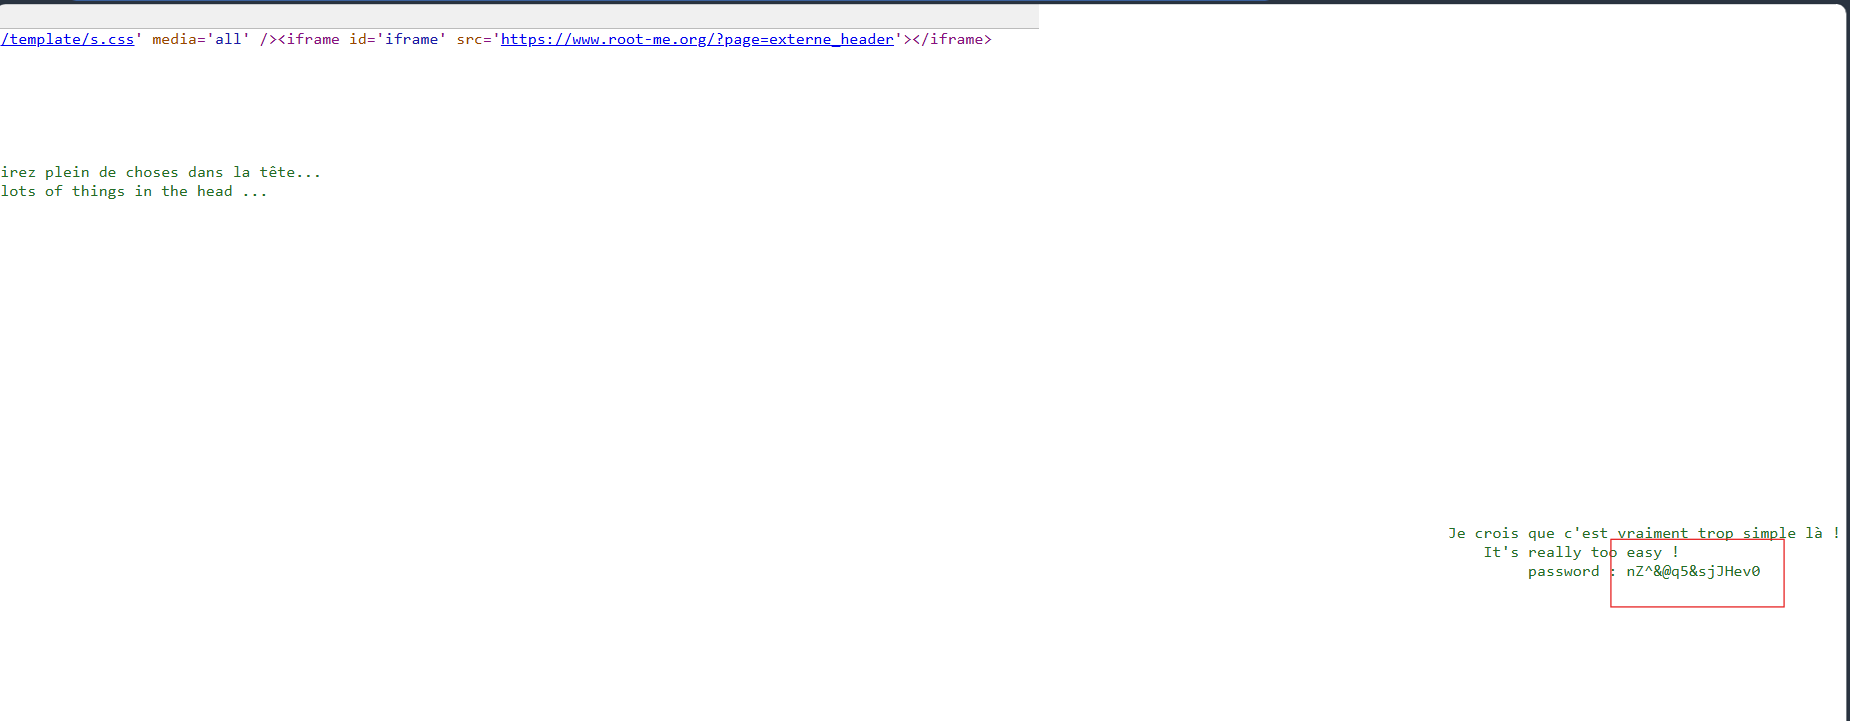 /template/s.css' media='all' /><iframe id='iframe' src='https://www.root-me.org/?page=externe_header'></iframe>
irez plein de choses dans la tête...
lots of things in the head ...
Je crois que c'est vraiment trop simple là !
It's really too easy !
password : nZ^&@q5&sjJHev0